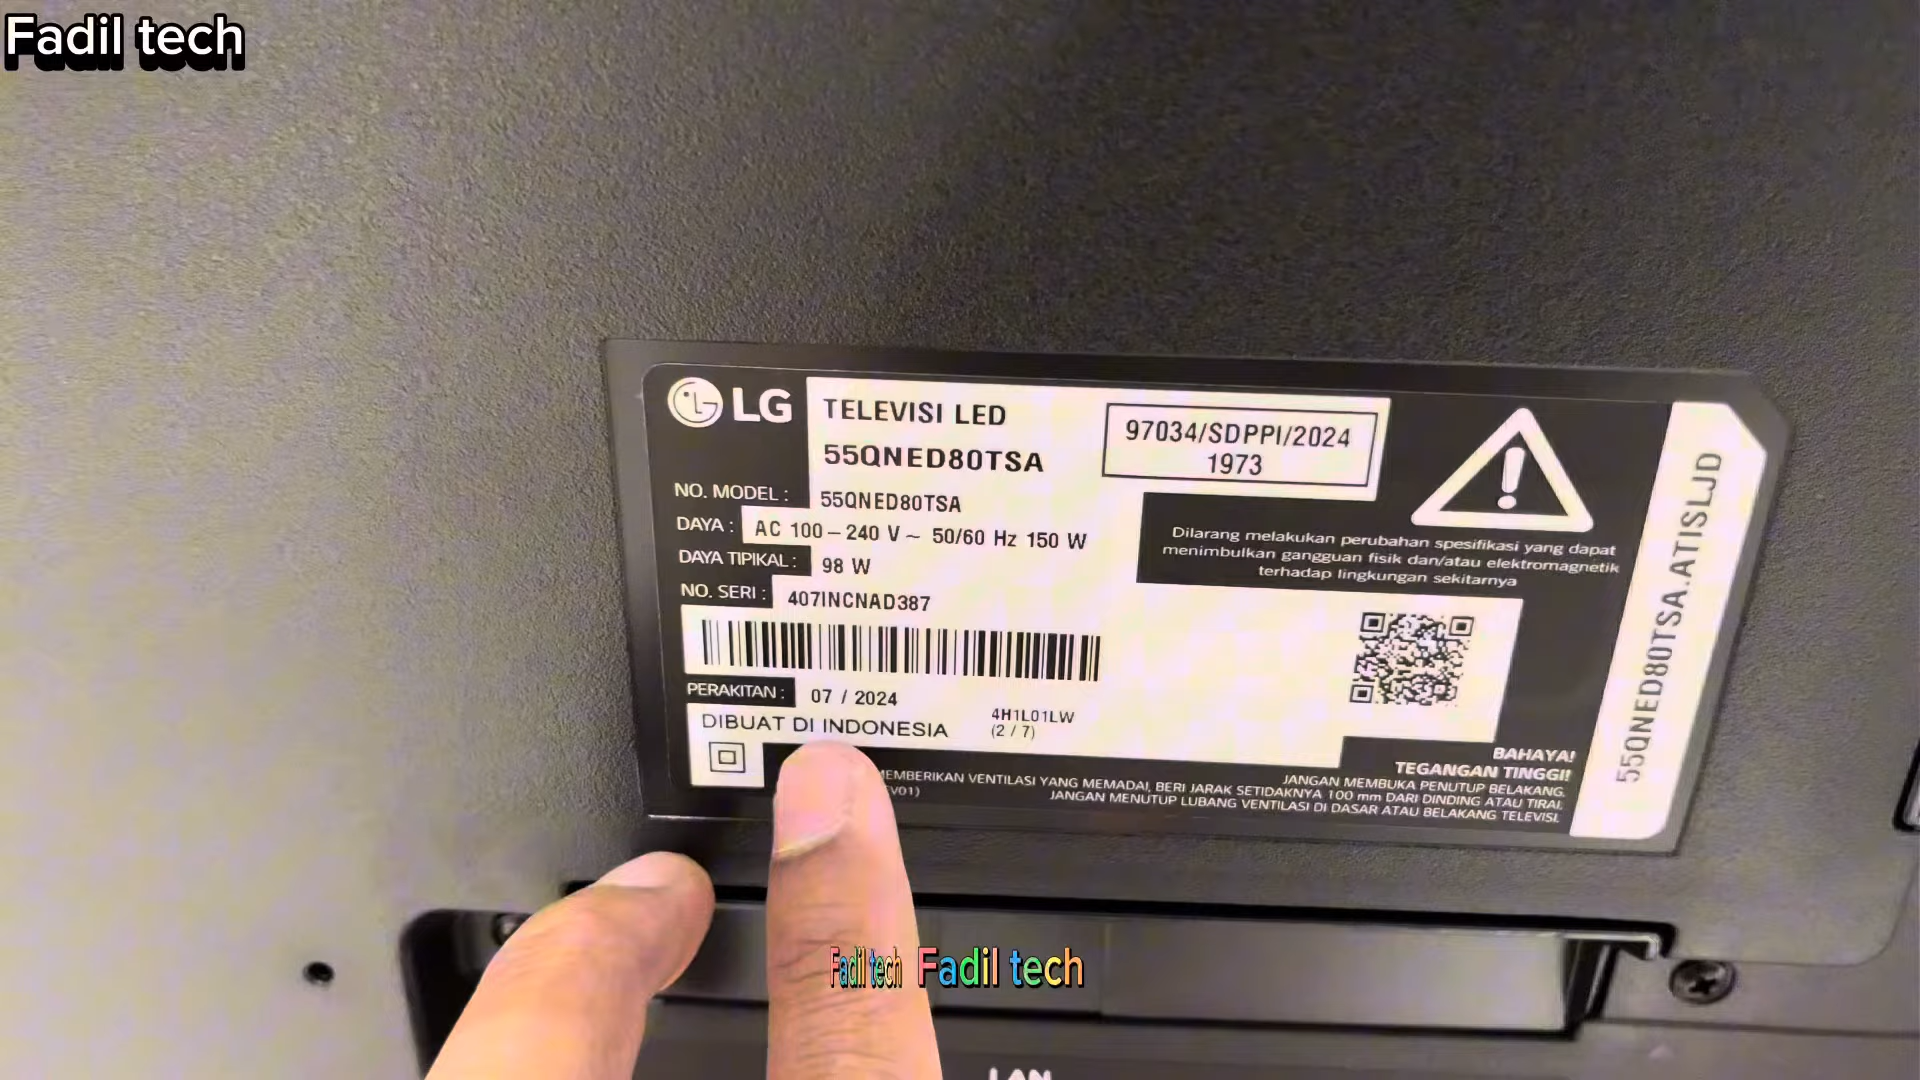 Fadil tech
LG
TELEVISI LED
55QNED80TSA
97034/SDPPI/2024
1973
NO. MODEL : 55QNED80TSA
DAYA : AC 100 – 240 V ~ 50/60 Hz 150 W
DAYA TIPIKAL : 98 W
NO. SERI : 407INCNAD387
Dilarang melakukan perubahan spesifikasi yang dapat
menimbulkan gangguan fisik dan/atau elektromagnetik
terhadap lingkungan sekitarnya
PERAKITAN : 07 / 2024
DIBUAT DI INDONESIA
4H1L01LW
(2 / 7)
BAHAYA!
TEGANGAN TINGGI!
JANGAN MEMBUKA PENUTUP BELAKANG.
MEMBERIKAN VENTILASI YANG MEMADAI, BERI JARAK SETIDAKNYA 100 mm DARI DINDING ATAU TIRAI.
JANGAN MENUTUP LUBANG VENTILASI DI DASAR ATAU BELAKANG TELEVISI.
55QNED80TSA.ATISLJD
Fadil tech Fadil tech
LAN